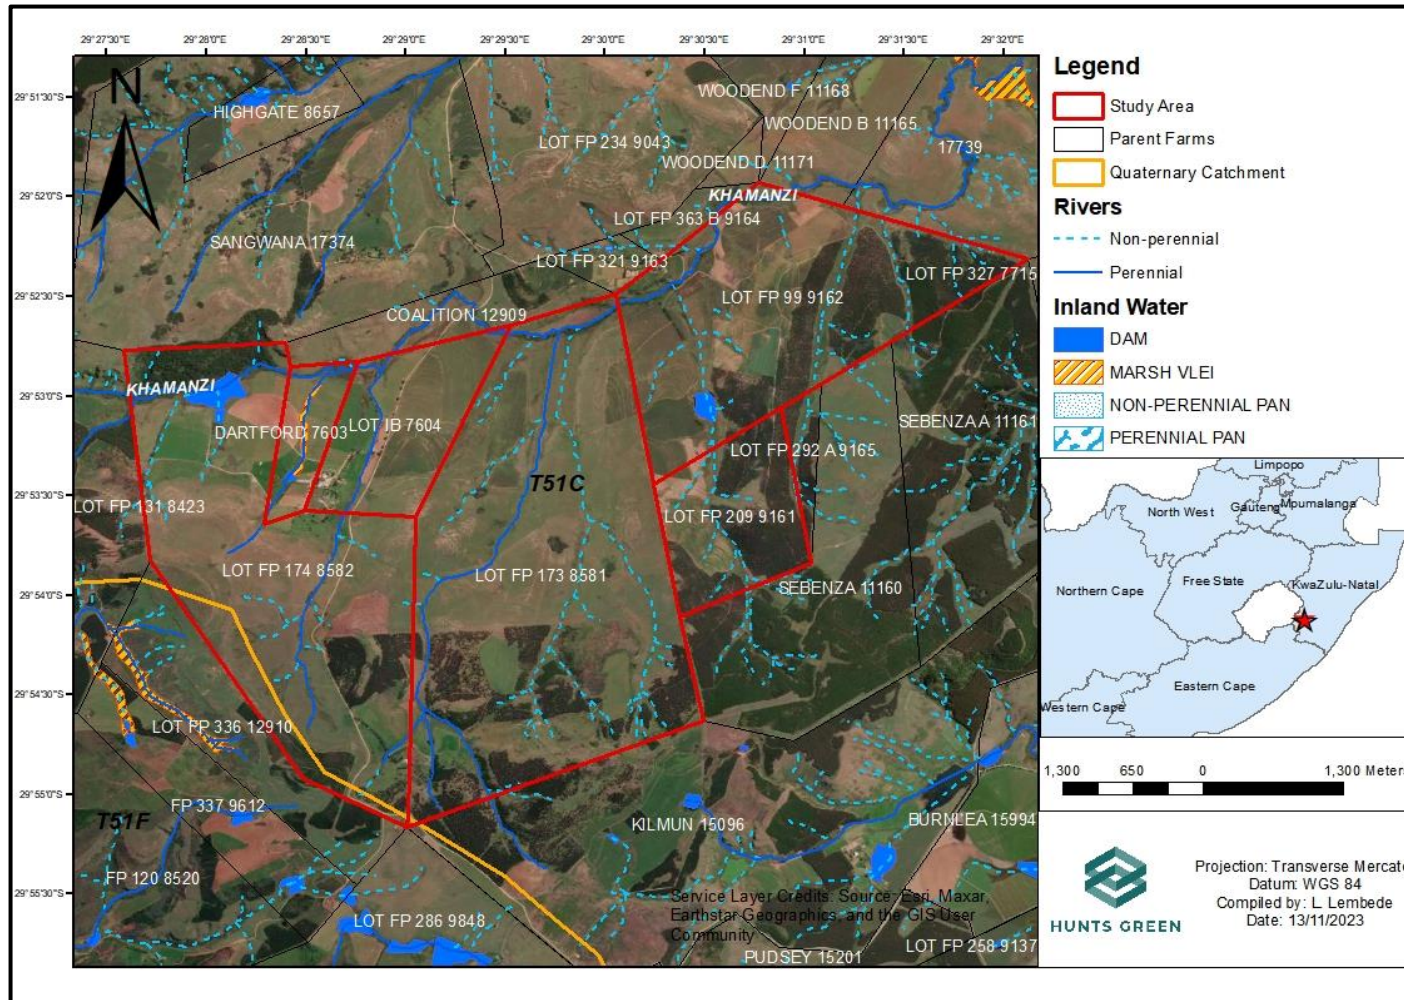 29°27'30"E 29°28'0"E 29°28'30"E 29°29'0"E 29°29'30"E 29°30'0"E 29°30'30"E 29°31'0"E 29°31'30"E 29°32'0"E
29°51'30"S
29°52'0"S
29°52'30"S
29°53'0"S
29°53'30"S
29°54'0"S
29°54'30"S
29°55'0"S
29°55'30"S
N
HIGHGATE 8657
WOODEND F 11168
WOODEND B 11165
LOT FP 234 9043
17739
WOODEND D 11171
KHAMANZI
LOT FP 363 B 9164
SANGWANA 17374
LOT FP 321 9163
LOT FP 327 7715
LOT FP 99 9162
COALITION 12909
KHAMANZI
DARTFORD 7603
LOT IB 7604
SEBENZA A 11161
LOT FP 292 A 9165
T51C
LOT FP 131 8423
LOT FP 209 9161
LOT FP 174 8582
LOT FP 173 8581
SEBENZA 11160
LOT FP 336 12910
FP 337 9612
T51F
KILMUN 15096
BURNLEA 15994
FP 120 8520
LOT FP 286 9848
LOT FP 258 9137
PUDSEY 15201
Service Layer Credits: Source: Esri, Maxar,
Earthstar Geographics, and the GIS User
Community
Legend
Study Area
Parent Farms
Quaternary Catchment
Rivers
Non-perennial
Perennial
Inland Water
DAM
MARSH VLEI
NON-PERENNIAL PAN
PERENNIAL PAN
Limpopo
North West
Gauteng
Mpumalanga
Northern Cape
Free State
KwaZulu-Natal
Eastern Cape
Western Cape
1,300 650 0 1,300 Meters
HUNTS GREEN
Projection: Transverse Mercato
Datum: WGS 84
Compiled by: L. Lembede
Date: 13/11/2023